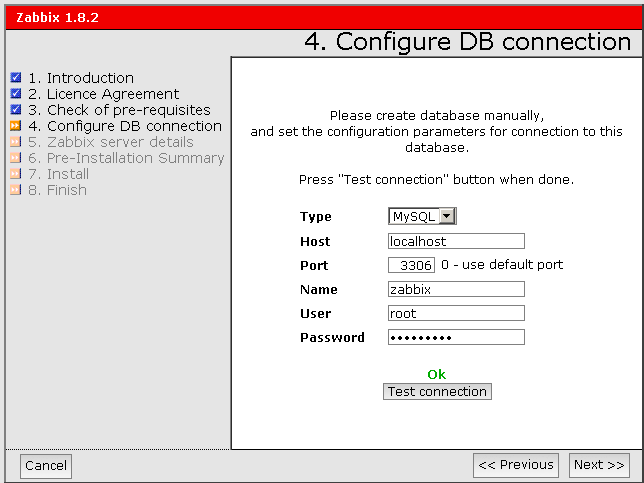 Zabbix 1.8.2
4. Configure DB connection
1. Introduction
2. Licence Agreement
3. Check of pre-requisites
4. Configure DB connection
5. Zabbix server details
6. Pre-Installation Summary
7. Install
8. Finish
Please create database manually,
and set the configuration parameters for connection to this
database.
Press "Test connection" button when done.
Type MySQL
Host localhost
Port 3306 0 - use default port
Name zabbix
User root
Password •••••••••
Ok
Test connection
Cancel << Previous Next >>